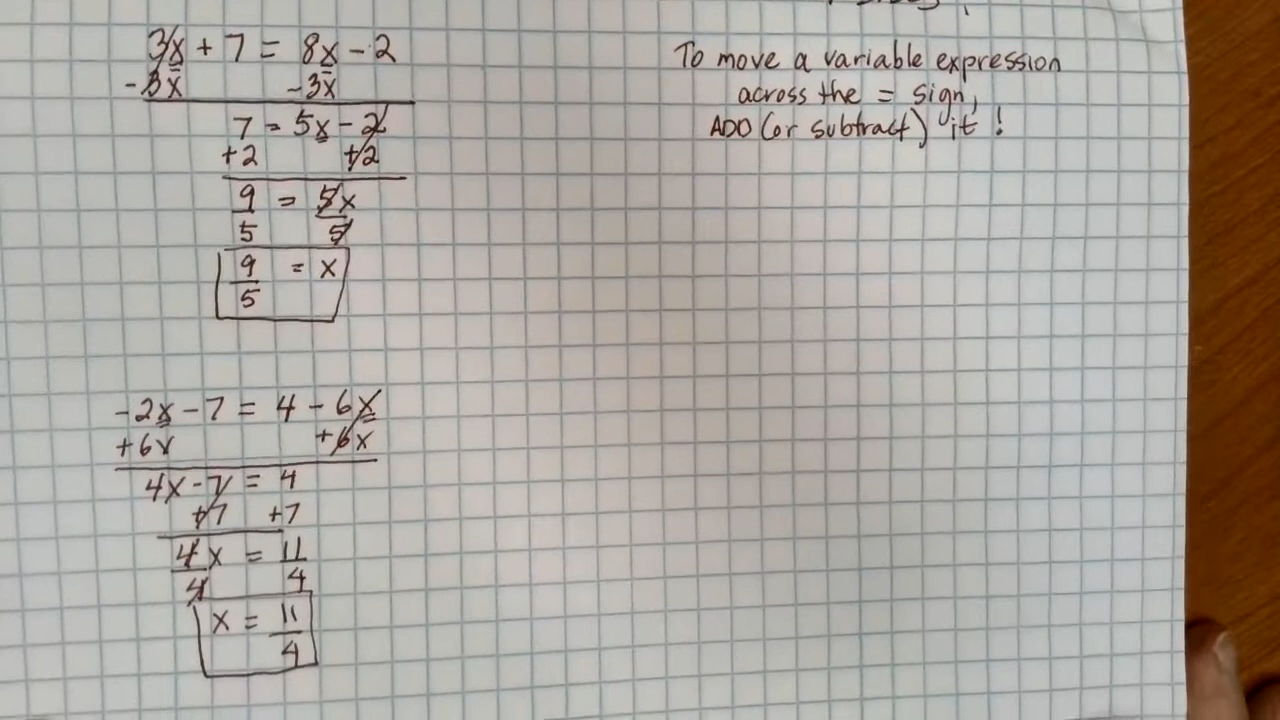 3x + 7 = 8x - 2
-3x -3x
7 = 5x - 2
+2 +2
9 = 5x
5 5
9 = x
5
-2x - 7 = 4 - 6x
+6x +6x
4x - 7 = 4
+7 +7
4x = 11
4 4
x = 11
4
To move a variable expression
across the = sign,
ADD (or subtract) it!